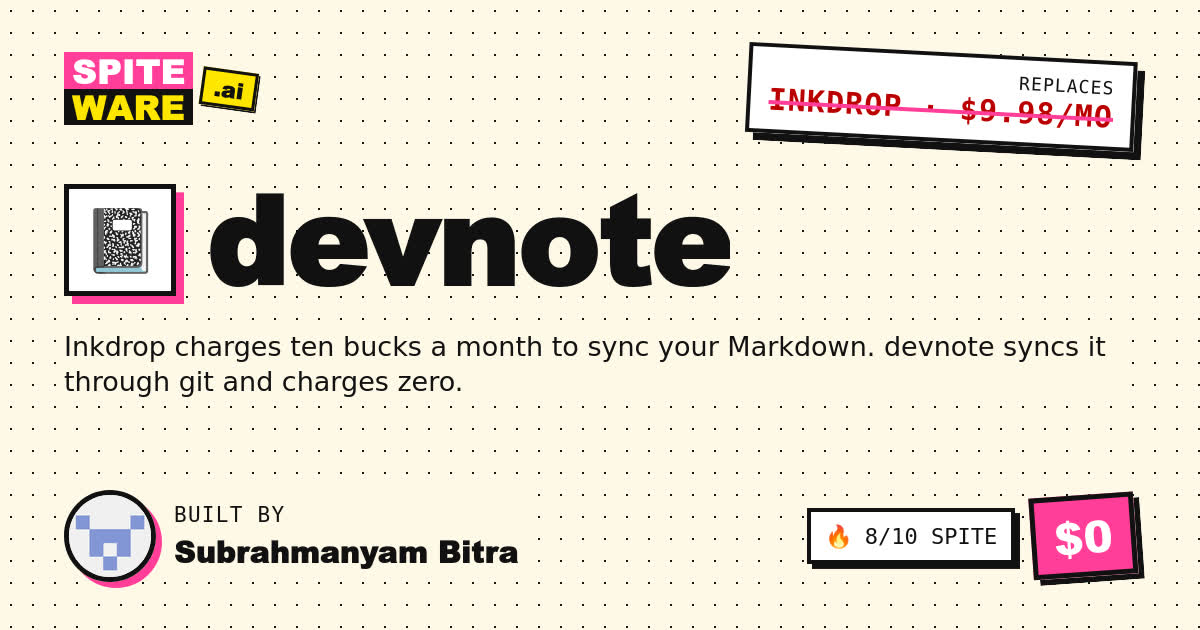 SPITE
WARE
.ai
REPLACES
INKDROP · $9.98/MO
devnote
Inkdrop charges ten bucks a month to sync your Markdown. devnote syncs it
through git and charges zero.
BUILT BY
Subrahmanyam Bitra
🔥 8/10 SPITE
$0